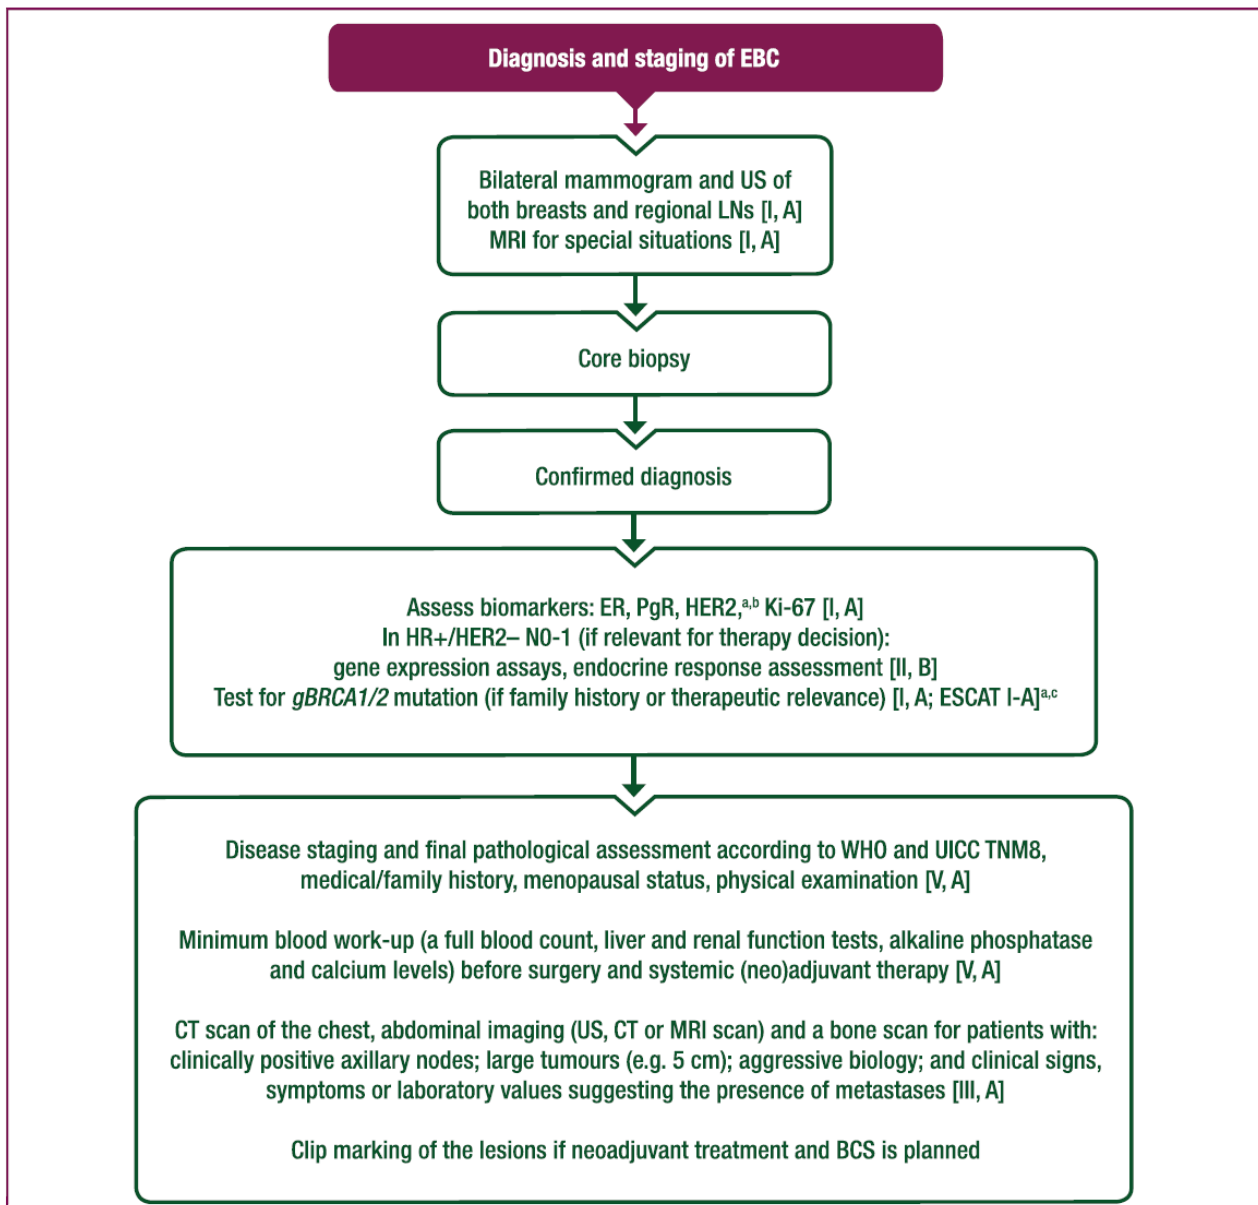 Diagnosis and staging of EBC
Bilateral mammogram and US of
both breasts and regional LNs [I, A]
MRI for special situations [I, A]
Core biopsy
Confirmed diagnosis
Assess biomarkers: ER, PgR, HER2,a,b Ki-67 [I, A]
In HR+/HER2– N0-1 (if relevant for therapy decision):
gene expression assays, endocrine response assessment [II, B]
Test for gBRCA1/2 mutation (if family history or therapeutic relevance) [I, A; ESCAT I-A]a,c
Disease staging and final pathological assessment according to WHO and UICC TNM8,
medical/family history, menopausal status, physical examination [V, A]
Minimum blood work-up (a full blood count, liver and renal function tests, alkaline phosphatase
and calcium levels) before surgery and systemic (neo)adjuvant therapy [V, A]
CT scan of the chest, abdominal imaging (US, CT or MRI scan) and a bone scan for patients with:
clinically positive axillary nodes; large tumours (e.g. 5 cm); aggressive biology; and clinical signs,
symptoms or laboratory values suggesting the presence of metastases [III, A]
Clip marking of the lesions if neoadjuvant treatment and BCS is planned